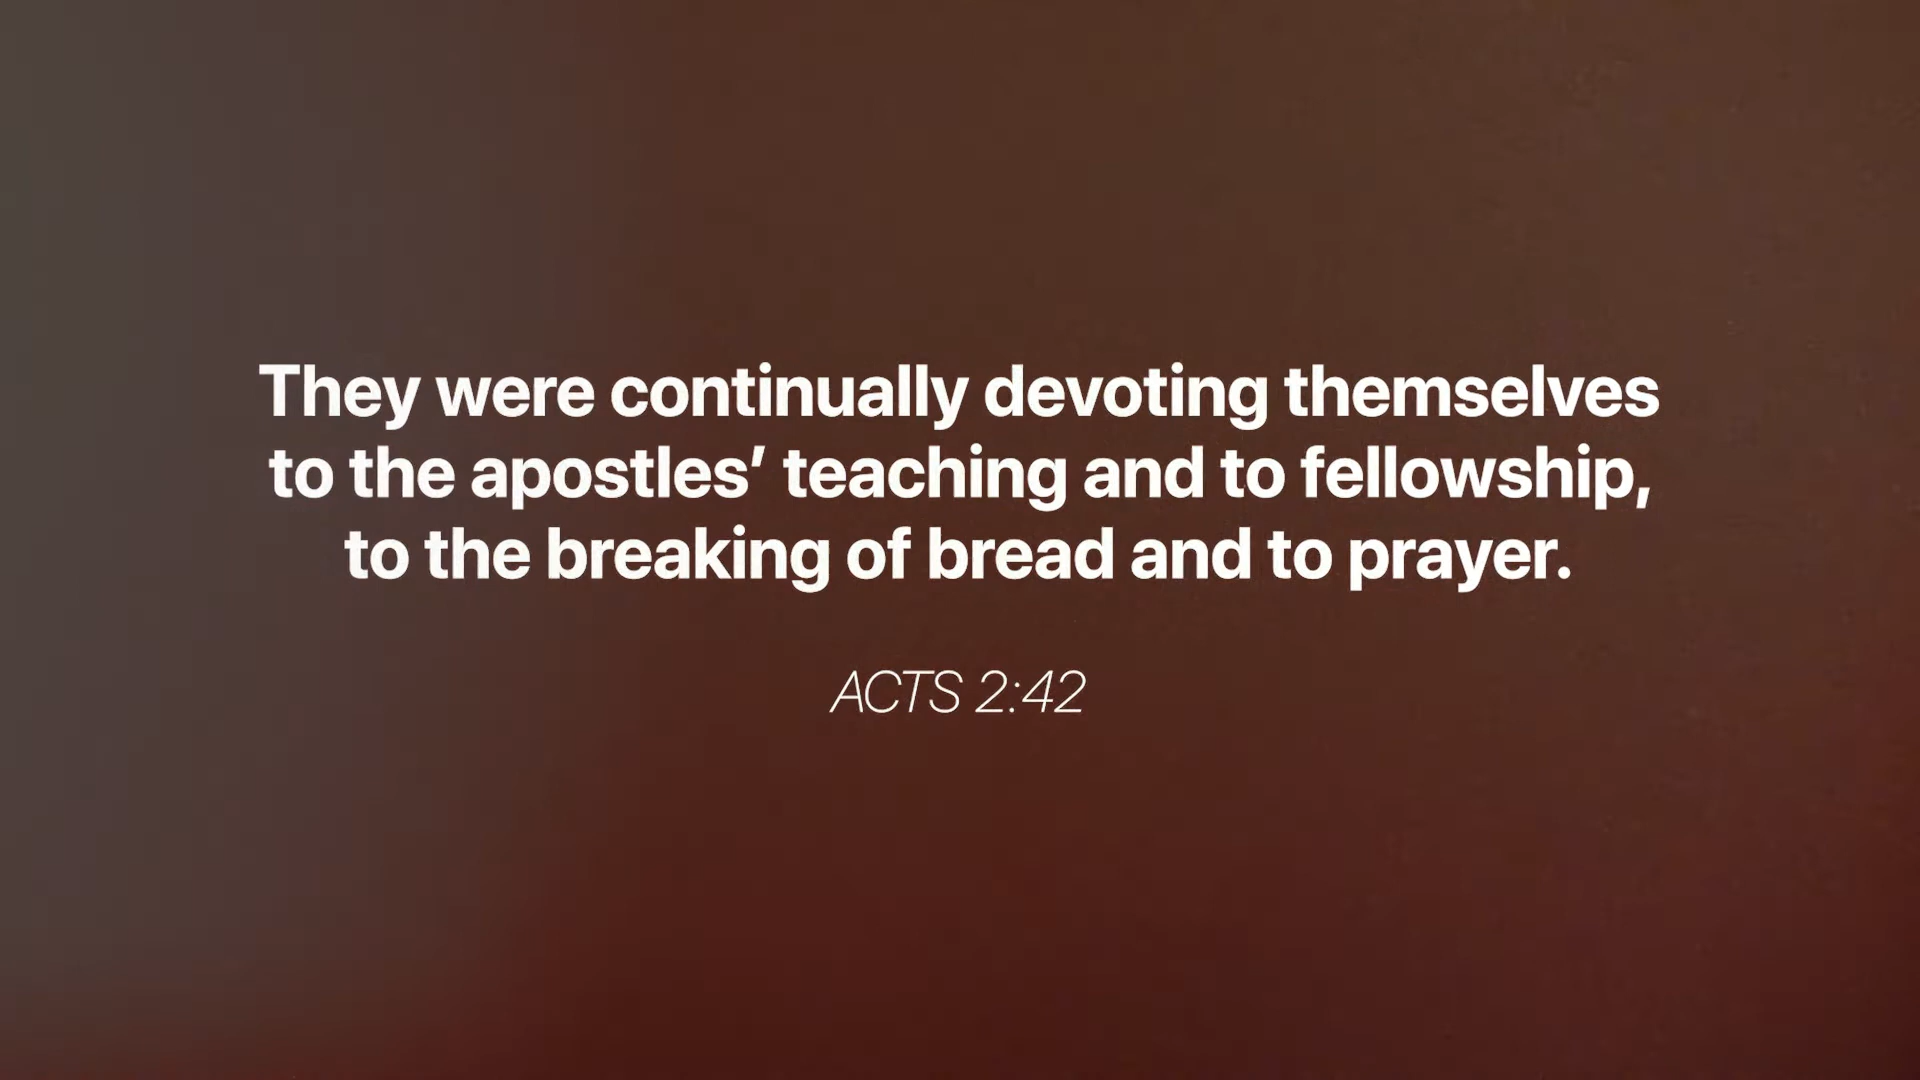 They were continually devoting themselves
to the apostles’ teaching and to fellowship,
to the breaking of bread and to prayer.
ACTS 2:42